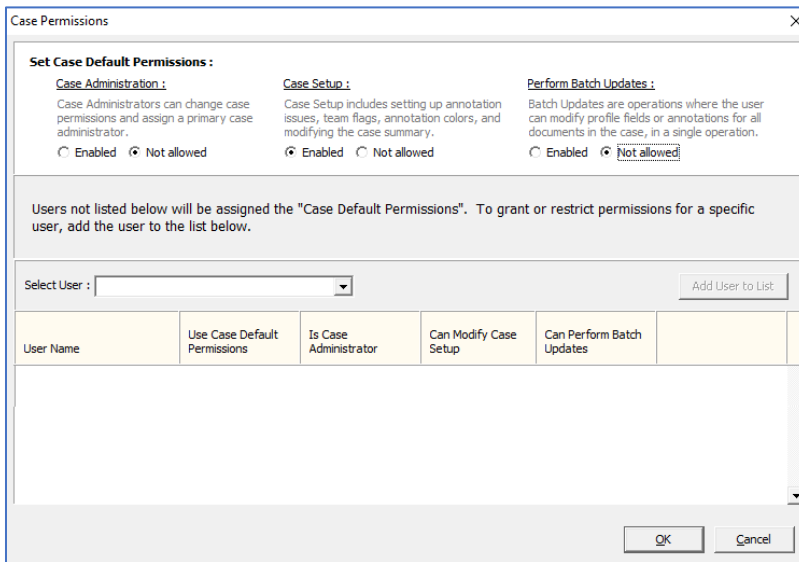 Case Permissions
Set Case Default Permissions :
Case Administration :
Case Administrators can change case
permissions and assign a primary case
administrator.
Enabled Not allowed
Case Setup :
Case Setup includes setting up annotation
issues, team flags, annotation colors, and
modifying the case summary.
Enabled Not allowed
Perform Batch Updates :
Batch Updates are operations where the user
can modify profile fields or annotations for all
documents in the case, in a single operation.
Enabled Not allowed
Users not listed below will be assigned the "Case Default Permissions". To grant or restrict permissions for a specific
user, add the user to the list below.
Select User :
Add User to List
User Name
Use Case Default
Permissions
Is Case
Administrator
Can Modify Case
Setup
Can Perform Batch
Updates
OK
Cancel